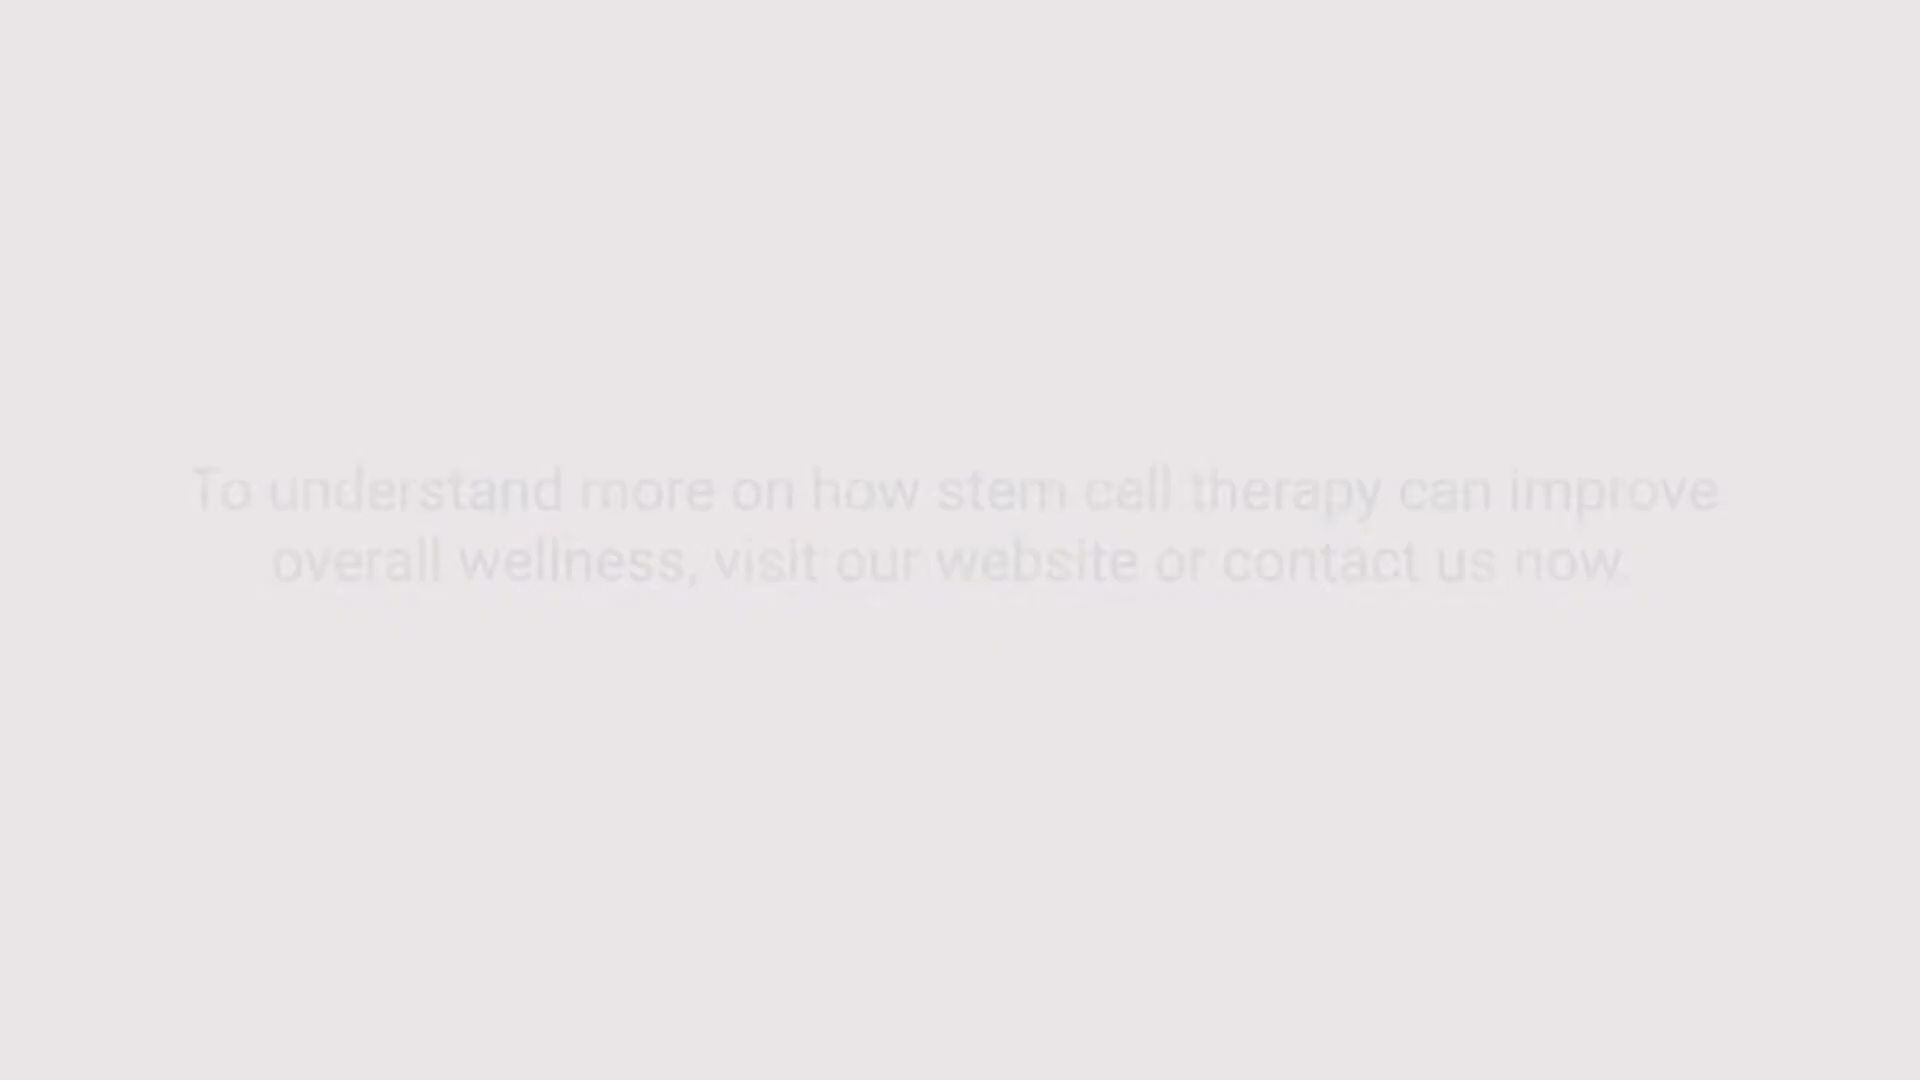 To understand more on how stem cell therapy can improve
overall wellness, visit our website or contact us now.